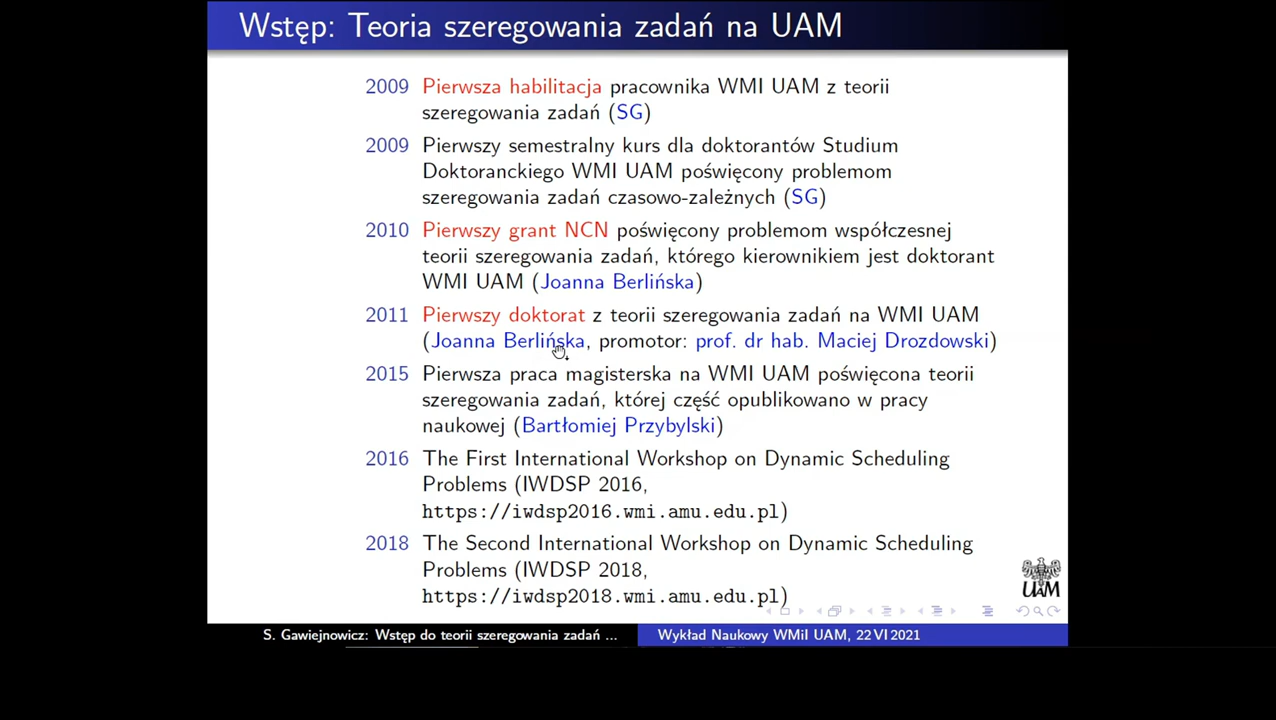 Wstęp: Teoria szeregowania zadań na UAM
2009 Pierwsza habilitacja pracownika WMI UAM z teorii
szeregowania zadań (SG)
2009 Pierwszy semestralny kurs dla doktorantów Studium
Doktoranckiego WMI UAM poświęcony problemom
szeregowania zadań czasowo-zależnych (SG)
2010 Pierwszy grant NCN poświęcony problemom współczesnej
teorii szeregowania zadań, którego kierownikiem jest doktorant
WMI UAM (Joanna Berlińska)
2011 Pierwszy doktorat z teorii szeregowania zadań na WMI UAM
(Joanna Berlińska, promotor: prof. dr hab. Maciej Drozdowski)
2015 Pierwsza praca magisterska na WMI UAM poświęcona teorii
szeregowania zadań, której część opublikowano w pracy
naukowej (Bartłomiej Przybylski)
2016 The First International Workshop on Dynamic Scheduling
Problems (IWDSP 2016,
https://iwdsp2016.wmi.amu.edu.pl)
2018 The Second International Workshop on Dynamic Scheduling
Problems (IWDSP 2018,
https://iwdsp2018.wmi.amu.edu.pl)
UAM
S. Gawiejnowicz: Wstęp do teorii szeregowania zadań ... Wykład Naukowy WMiI UAM, 22 VI 2021